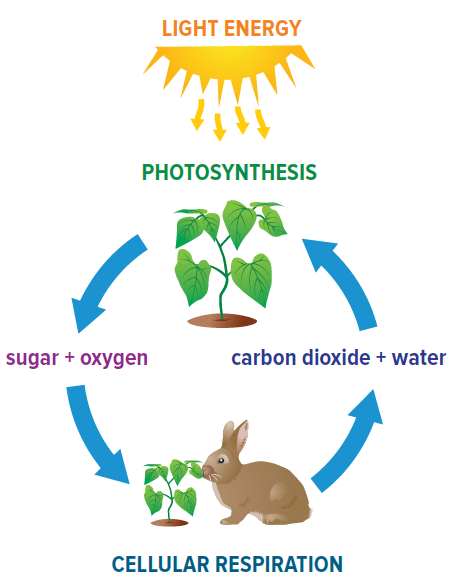 LIGHT ENERGY
PHOTOSYNTHESIS
sugar + oxygen
carbon dioxide + water
CELLULAR RESPIRATION